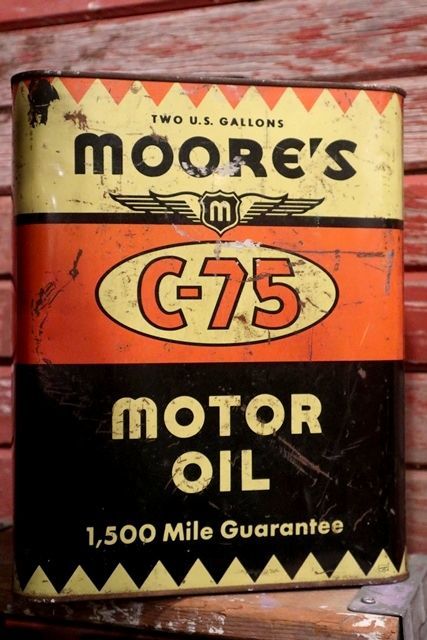 TWO U.S. GALLONS
MOORE'S
M
C-75
MOTOR
OIL
1,500 Mile Guarantee